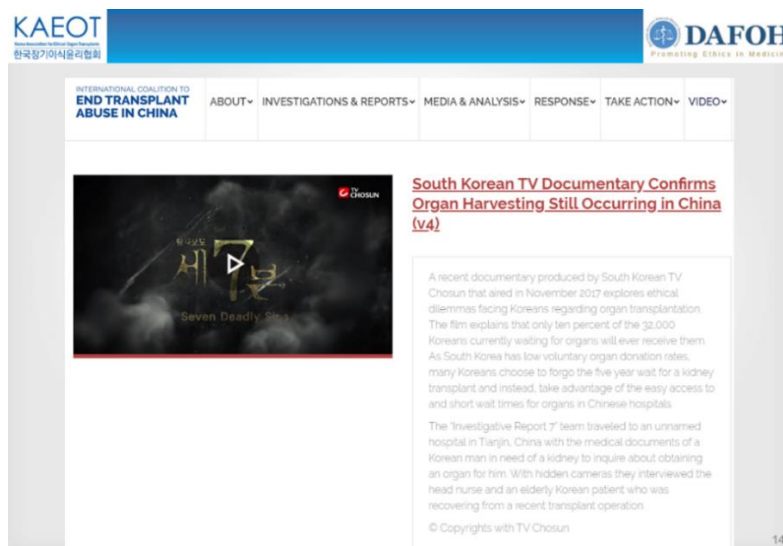 KAEOT
한국장기이식윤리협회
DAFOH
Promoting Ethics in Medicin
INTERNATIONAL COALITION TO
END TRANSPLANT
ABUSE IN CHINA
ABOUT INVESTIGATIONS & REPORTS MEDIA & ANALYSIS RESPONSE TAKE ACTION VIDEO
TV
CHOSUN
탐사보도
세7븐
Seven Deadly Sins
South Korean TV Documentary Confirms
Organ Harvesting Still Occurring in China
(v4)
A recent documentary produced by South Korean TV
Chosun that aired in November 2017 explores ethical
dilemmas facing Koreans regarding organ transplantation.
The film explains that only ten percent of the 32,000
Koreans currently waiting for organs will ever receive them.
As South Korea has low voluntary organ donation rates,
many Koreans choose to forgo the five year wait for a kidney
transplant and instead, take advantage of the easy access to
and short wait times for organs in Chinese hospitals.
The "Investigative Report 7" team traveled to an unnamed
hospital in Tianjin, China with the medical documents of a
Korean man in need of a kidney to inquire about obtaining
an organ for him. With hidden cameras they interviewed the
head nurse and an elderly Korean patient who was
recovering from a recent transplant operation.
© Copyrights with TV Chosun
14